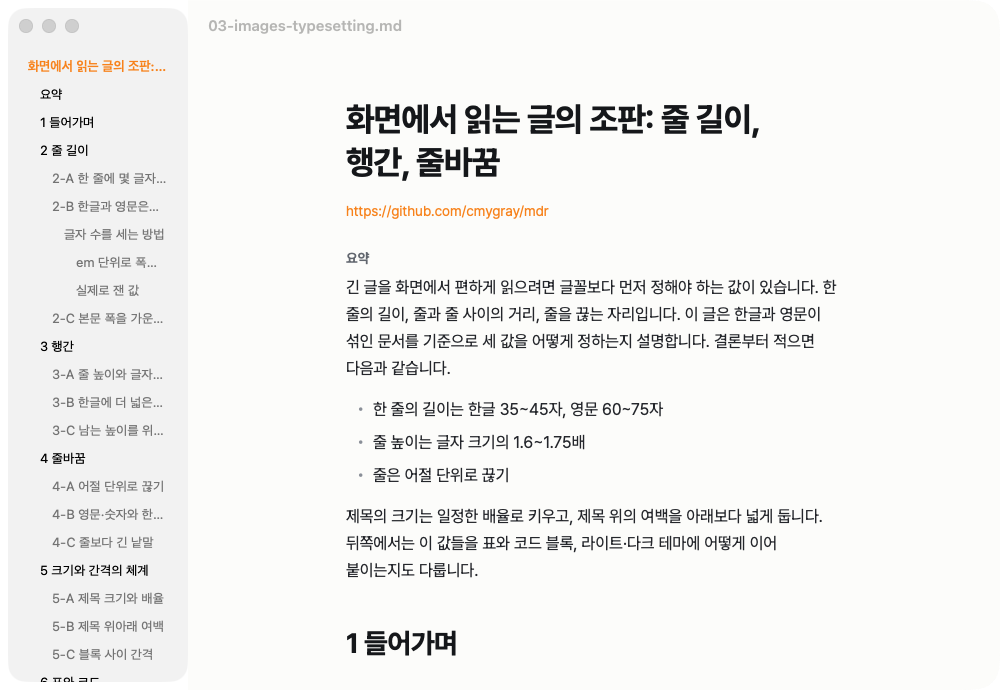 03-images-typesetting.md
화면에서 읽는 글의 조판:...
요약
1 들어가며
2 줄 길이
2-A 한 줄에 몇 글자...
2-B 한글과 영문은...
글자 수를 세는 방법
em 단위로 폭...
실제로 잰 값
2-C 본문 폭을 가운...
3 행간
3-A 줄 높이와 글자...
3-B 한글에 더 넓은...
3-C 남는 높이를 위...
4 줄바꿈
4-A 어절 단위로 끊기
4-B 영문·숫자와 한...
4-C 줄보다 긴 낱말
5 크기와 간격의 체계
5-A 제목 크기와 배율
5-B 제목 위아래 여백
5-C 블록 사이 간격
화면에서 읽는 글의 조판: 줄 길이,
행간, 줄바꿈
https://github.com/cmygray/mdr
요약
긴 글을 화면에서 편하게 읽으려면 글꼴보다 먼저 정해야 하는 값이 있습니다. 한
줄의 길이, 줄과 줄 사이의 거리, 줄을 끊는 자리입니다. 이 글은 한글과 영문이
섞인 문서를 기준으로 세 값을 어떻게 정하는지 설명합니다. 결론부터 적으면
다음과 같습니다.
• 한 줄의 길이는 한글 35~45자, 영문 60~75자
• 줄 높이는 글자 크기의 1.6~1.75배
• 줄은 어절 단위로 끊기
제목의 크기는 일정한 배율로 키우고, 제목 위의 여백을 아래보다 넓게 둡니다.
뒤쪽에서는 이 값들을 표와 코드 블록, 라이트·다크 테마에 어떻게 이어
붙이는지도 다룹니다.
1 들어가며